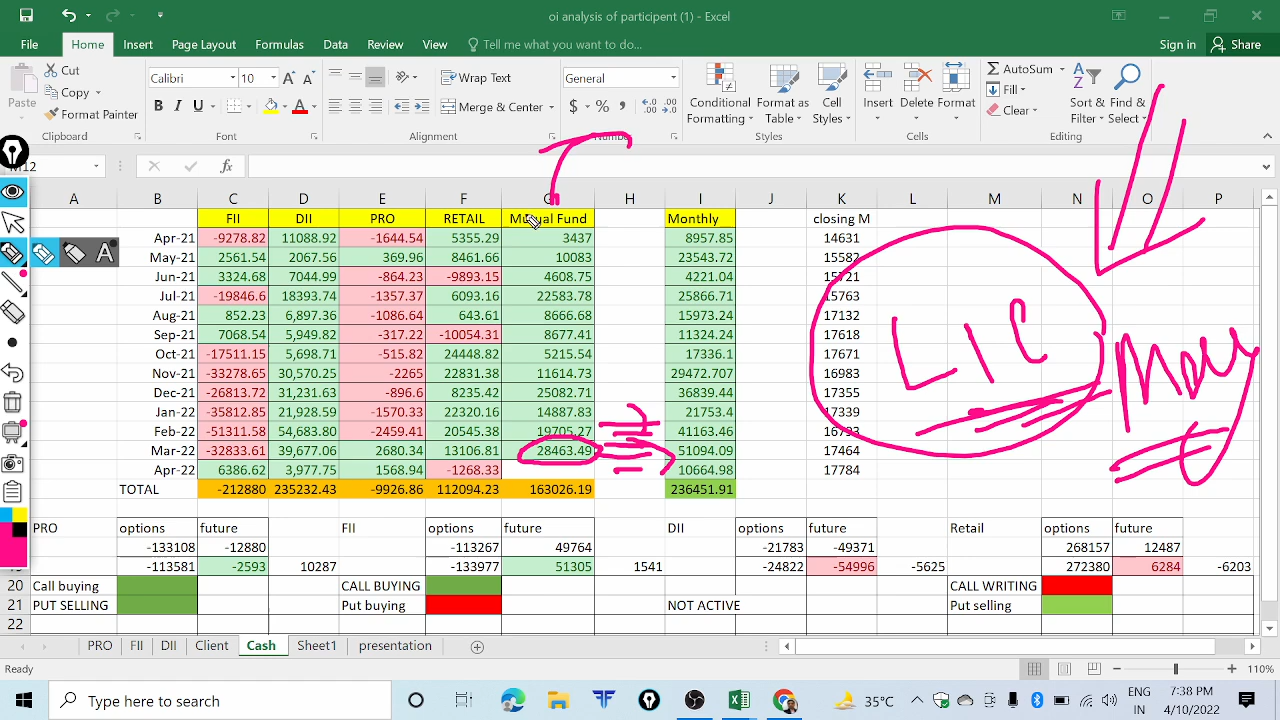 oi analysis of participent (1) - Excel
File Home Insert Page Layout Formulas Data Review View Tell me what you want to do... Sign in Share
Cut Calibri 10 Wrap Text General AutoSum
Copy Fill
Paste Format Painter B I U Merge & Center $ % , Conditional Formatting Format as Table Cell Styles Insert Delete Format Clear Sort & Filter Find & Select
Clipboard Font Alignment Styles Cells Editing
fx
A B C D E F G H I J K L M N O P
FII DII PRO RETAIL Mutual Fund Monthly closing M
Apr-21 -9278.82 11088.92 -1644.54 5355.29 3437 8957.85 14631
May-21 2561.54 2067.56 369.96 8461.66 10083 23543.72 15582
Jun-21 3324.68 7044.99 -864.23 -9893.15 4608.75 4221.04
Jul-21 -19846.6 18393.74 -1357.37 6093.16 22583.78 25866.71 15763
Aug-21 852.23 6,897.36 -1086.64 643.61 8666.68 15973.24 17132
Sep-21 7068.54 5,949.82 -317.22 -10054.31 8677.41 11324.24 17618
Oct-21 -17511.15 5,698.71 -515.82 24448.82 5215.54 17336.1 17671
Nov-21 -33278.65 30,570.25 -2265 22831.38 11614.73 29472.707 16983
Dec-21 -26813.72 31,231.63 -896.6 8235.42 25082.71 36839.44 17355
Jan-22 -35812.85 21,928.59 -1570.33 22320.16 14887.83 21753.4 17339
Feb-22 -51311.58 54,683.80 -2459.41 20545.38 19705.27 41163.46
Mar-22 -32833.61 39,677.06 2680.34 13106.81 28463.49 51094.09 17464
Apr-22 6386.62 3,977.75 1568.94 -1268.33 10664.98 17784
TOTAL -212880 235232.43 -9926.86 112094.23 163026.19 236451.91
LIC
May
PRO options future FII options future DII options future Retail options future
-133108 -12880 -113267 49764 -21783 -49371 268157 12487
-113581 -2593 10287 -133977 51305 1541 -24822 -54996 -5625 272380 6284 -6203
20 Call buying CALL BUYING CALL WRITING
21 PUT SELLING Put buying NOT ACTIVE Put selling
22
PRO FII DII Client Cash Sheet1 presentation
Ready 110%
Type here to search 35°C ENG IN 7:38 PM 4/10/2022